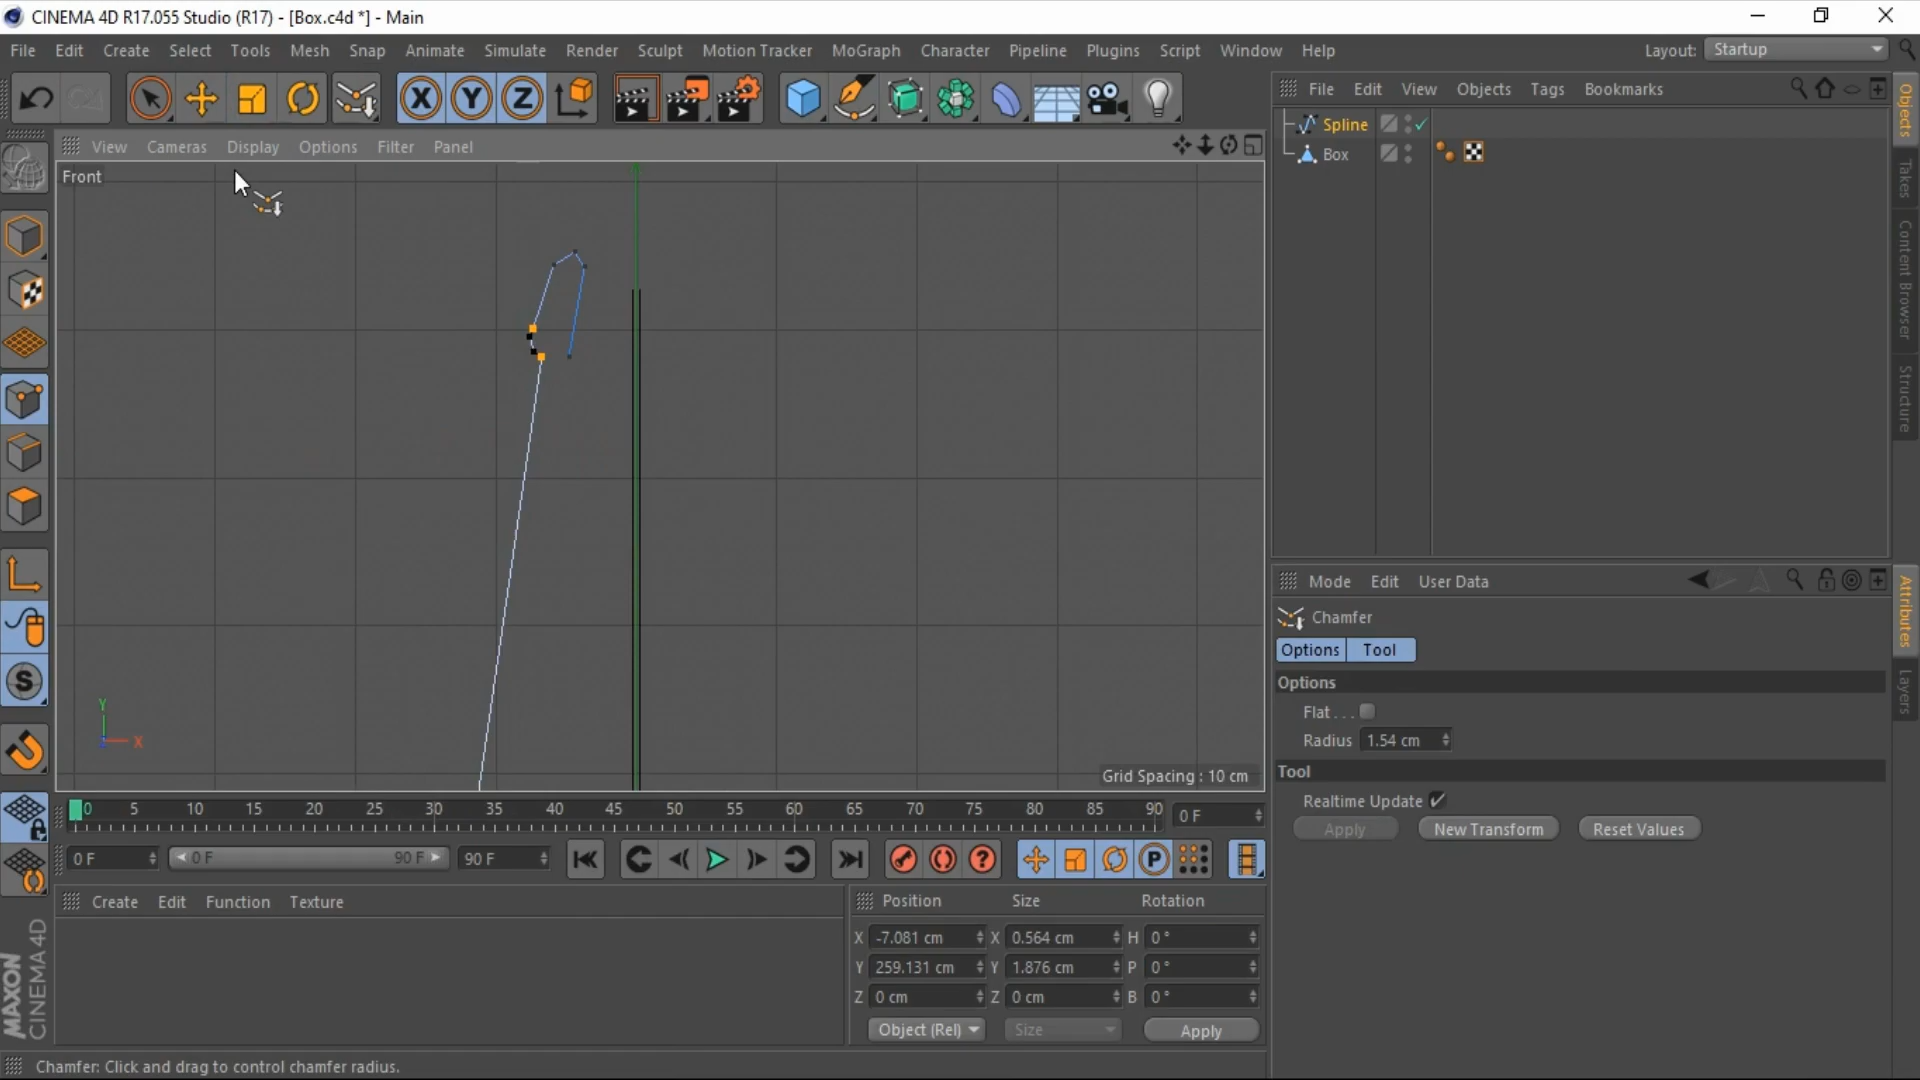 CINEMA 4D R17.055 Studio (R17) - [Box.c4d *] - Main
File Edit Create Select Tools Mesh Snap Animate Simulate Render Sculpt Motion Tracker MoGraph Character Pipeline Plugins Script Window Help
Layout: Startup
File Edit View Objects Tags Bookmarks
View Cameras Display Options Filter Panel
Front
Spline
Box
Objects
Takes
Content Browser
Structure
Y
X
Z
Grid Spacing : 10 cm
Mode Edit User Data
Chamfer
Options Tool
Options
Flat . . .
Radius 1.54 cm
Tool
Realtime Update
Apply New Transform Reset Values
Attributes
Layers
0 5 10 15 20 25 30 35 40 45 50 55 60 65 70 75 80 85 90 0 F
0 F 0 F 90 F 90 F
Create Edit Function Texture
Position Size Rotation
X -7.081 cm X 0.564 cm H 0 °
Y 259.131 cm Y 1.876 cm P 0 °
Z 0 cm Z 0 cm B 0 °
Object (Rel) Size Apply
MAXON
CINEMA 4D
Chamfer: Click and drag to control chamfer radius.